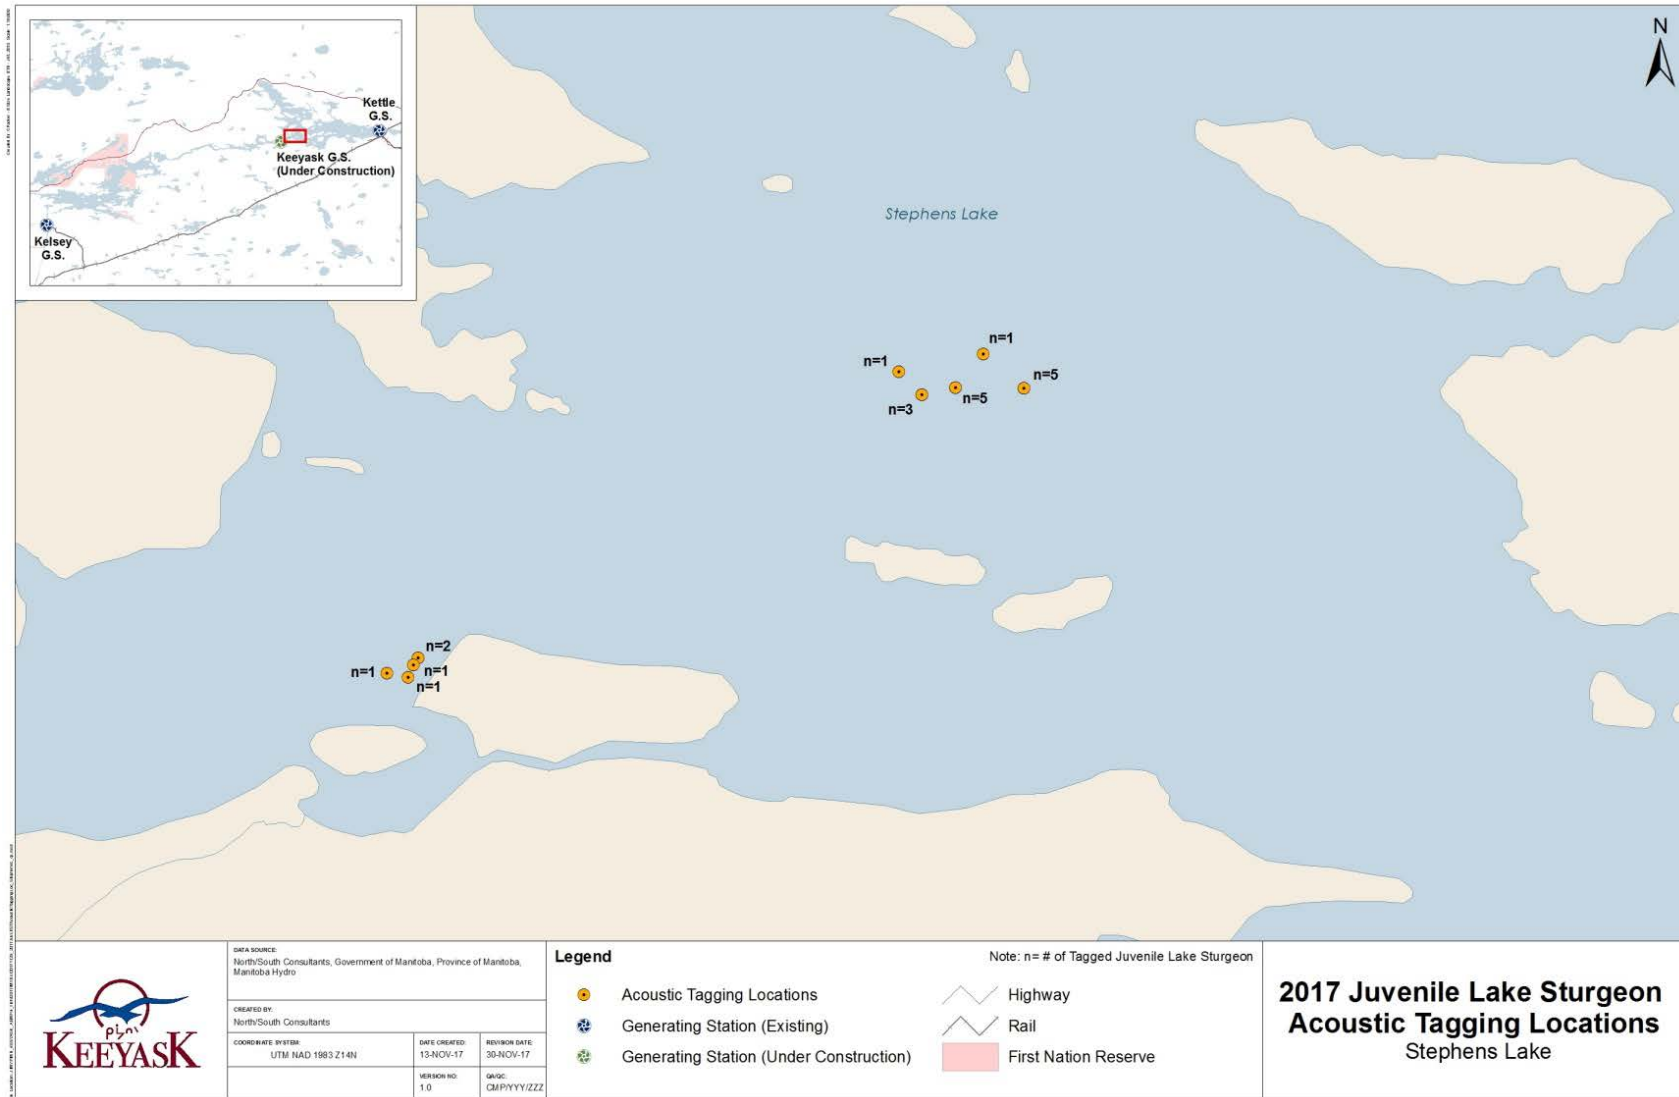 N
Kettle
G.S.
Keeyask G.S.
(Under Construction)
Kelsey
G.S.
Stephens Lake
n=1
n=1
n=5
n=5
n=3
n=2
n=1
n=1
n=1
KEEYASK
DATA SOURCE:
North/South Consultants, Government of Manitoba, Province of Manitoba,
Manitoba Hydro
CREATED BY:
North/South Consultants
COORDINATE SYSTEM:
UTM NAD 1983 Z14N
DATE CREATED:
13-NOV-17
REVISION DATE:
30-NOV-17
VERSION NO:
1.0
QA/QC:
CMP/YYY/ZZZ
Legend
Note: n= # of Tagged Juvenile Lake Sturgeon
Acoustic Tagging Locations
Generating Station (Existing)
Generating Station (Under Construction)
Highway
Rail
First Nation Reserve
2017 Juvenile Lake Sturgeon
Acoustic Tagging Locations
Stephens Lake